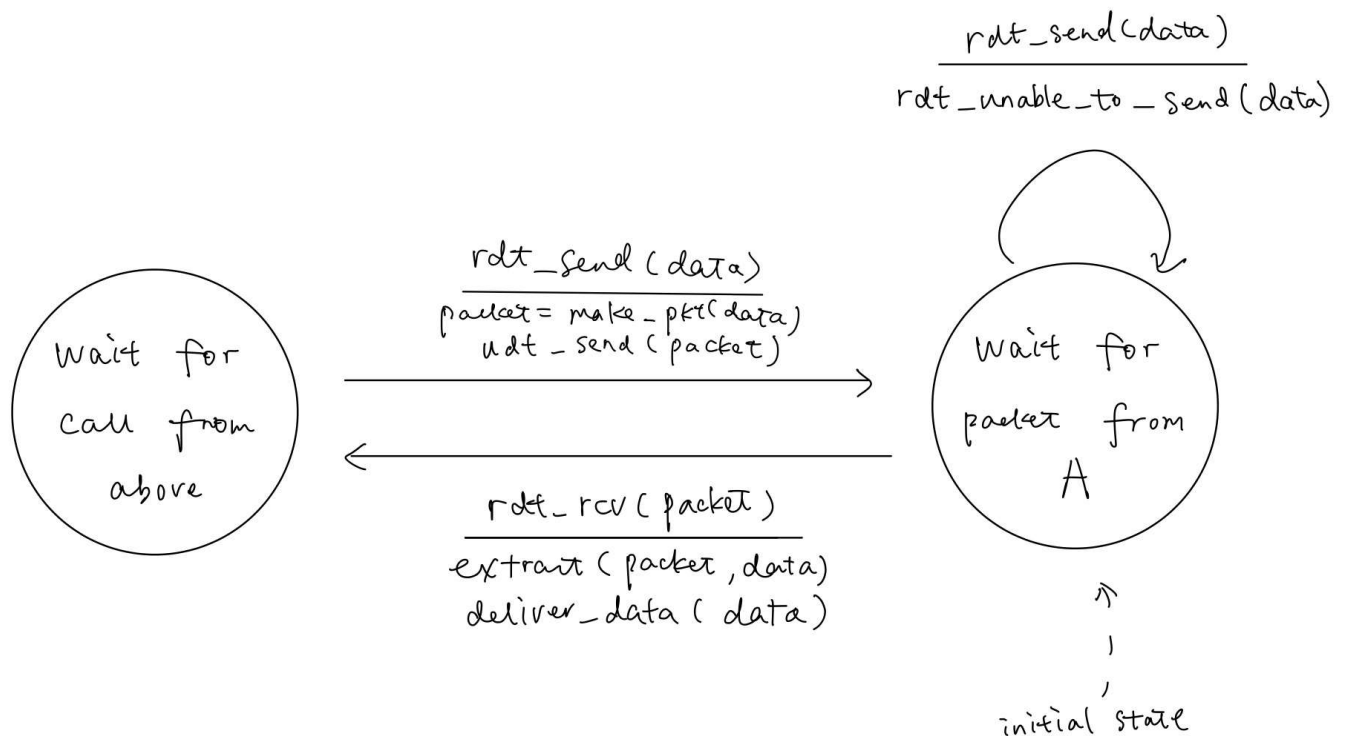 rdt_send(data)
rdt_unable_to_send(data)
rdt_send(data)
packet = make_pkt(data)
udt_send(packet)
wait for
call from
above
wait for
packet from
A
rdt_rcv(packet)
extract(packet, data)
deliver_data(data)
initial state